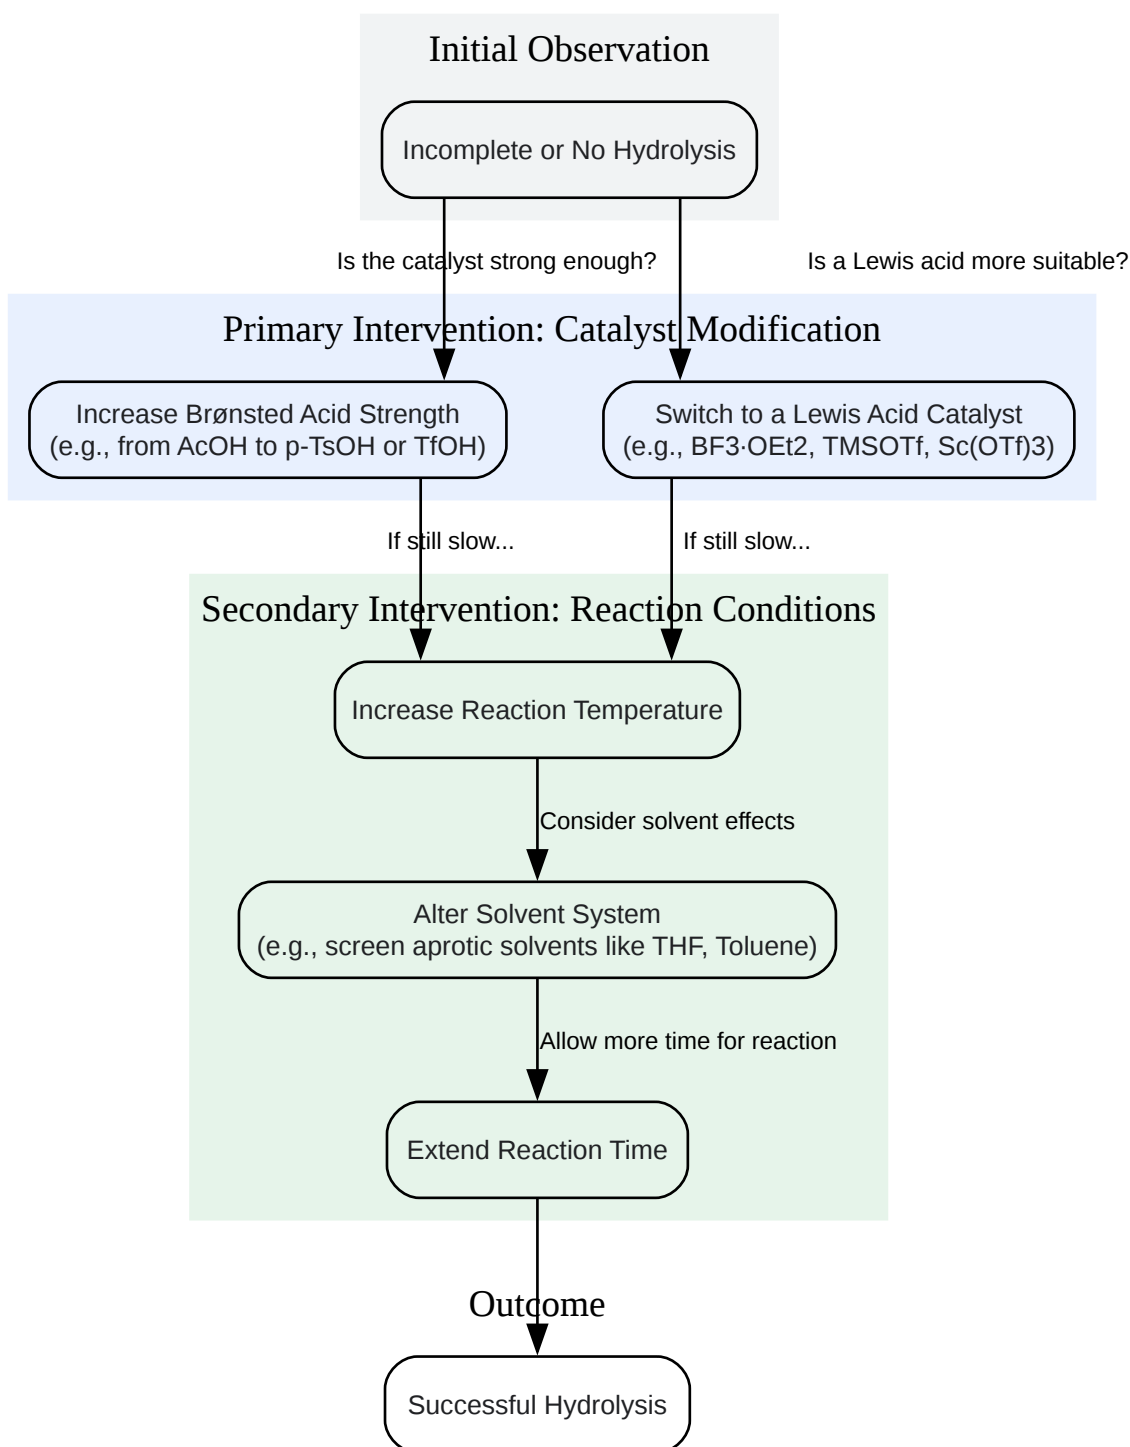 Initial Observation
Incomplete or No Hydrolysis
Is the catalyst strong enough?
Is a Lewis acid more suitable?
Primary Intervention: Catalyst Modification
Increase Brønsted Acid Strength
(e.g., from AcOH to p-TsOH or TfOH)
Switch to a Lewis Acid Catalyst
(e.g., BF3·OEt2, TMSOTf, Sc(OTf)3)
If still slow...
If still slow...
Secondary Intervention: Reaction Conditions
Increase Reaction Temperature
Consider solvent effects
Alter Solvent System
(e.g., screen aprotic solvents like THF, Toluene)
Allow more time for reaction
Extend Reaction Time
Outcome
Successful Hydrolysis